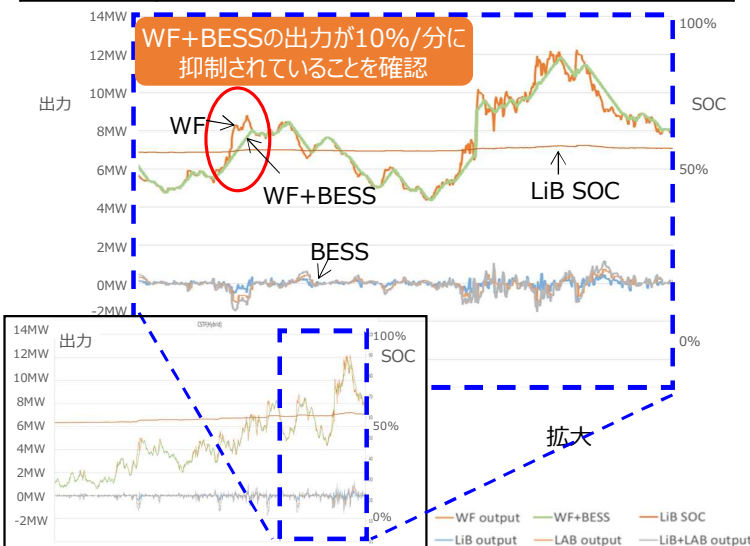 14MW
100%
WF+BESSの出力が10%/分に
抑制されていることを確認
12MW
出力
10MW
SOC
WF
8MW
6MW
50%
WF+BESS
LiB SOC
4MW
2MW
BESS
0MW
-2MW
0%
14MW
出力
100%
SOC
12MW
10MW
8MW
6MW
50%
4MW
2MW
0MW
0%
-2MW
拡大
WF output
WF+BESS
LiB SOC
LiB output
LAB output
LiB+LAB output